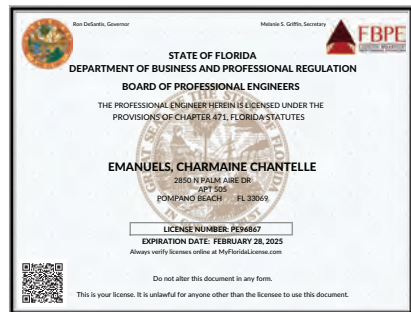 Ron DeSantis, Governor
Melanie S. Griffin, Secretary
FBPE
STATE OF FLORIDA
DEPARTMENT OF BUSINESS AND PROFESSIONAL REGULATION
BOARD OF PROFESSIONAL ENGINEERS
THE PROFESSIONAL ENGINEER HEREIN IS LICENSED UNDER THE
PROVISIONS OF CHAPTER 471, FLORIDA STATUTES
EMANUELS, CHARMAINE CHANTELLE
2850 N PALM AIRE DR
APT 505
POMPANO BEACH FL 33069
LICENSE NUMBER: PE96867
EXPIRATION DATE: FEBRUARY 28, 2025
Always verify licenses online at MyFloridaLicense.com
Do not alter this document in any form.
This is your license. It is unlawful for anyone other than the licensee to use this document.